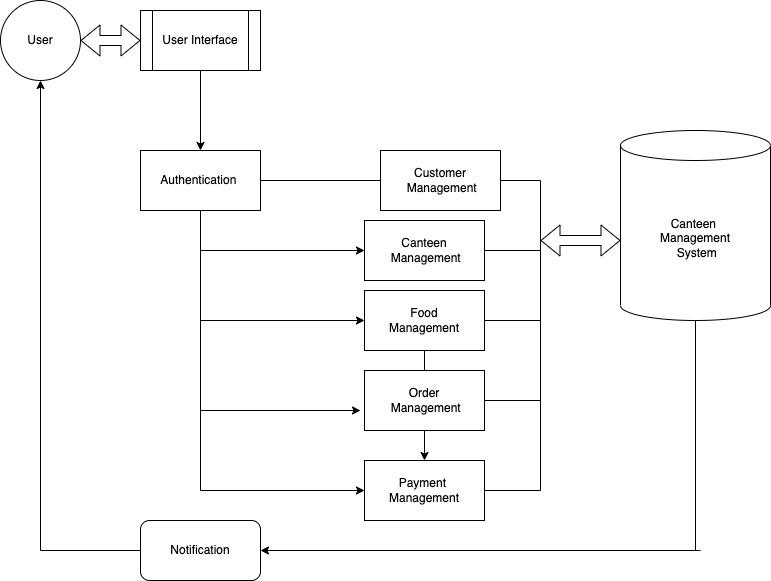 User
User Interface
Authentication
Customer
Management
Canteen
Management
Canteen
Management
System
Food
Management
Order
Management
Payment
Management
Notification